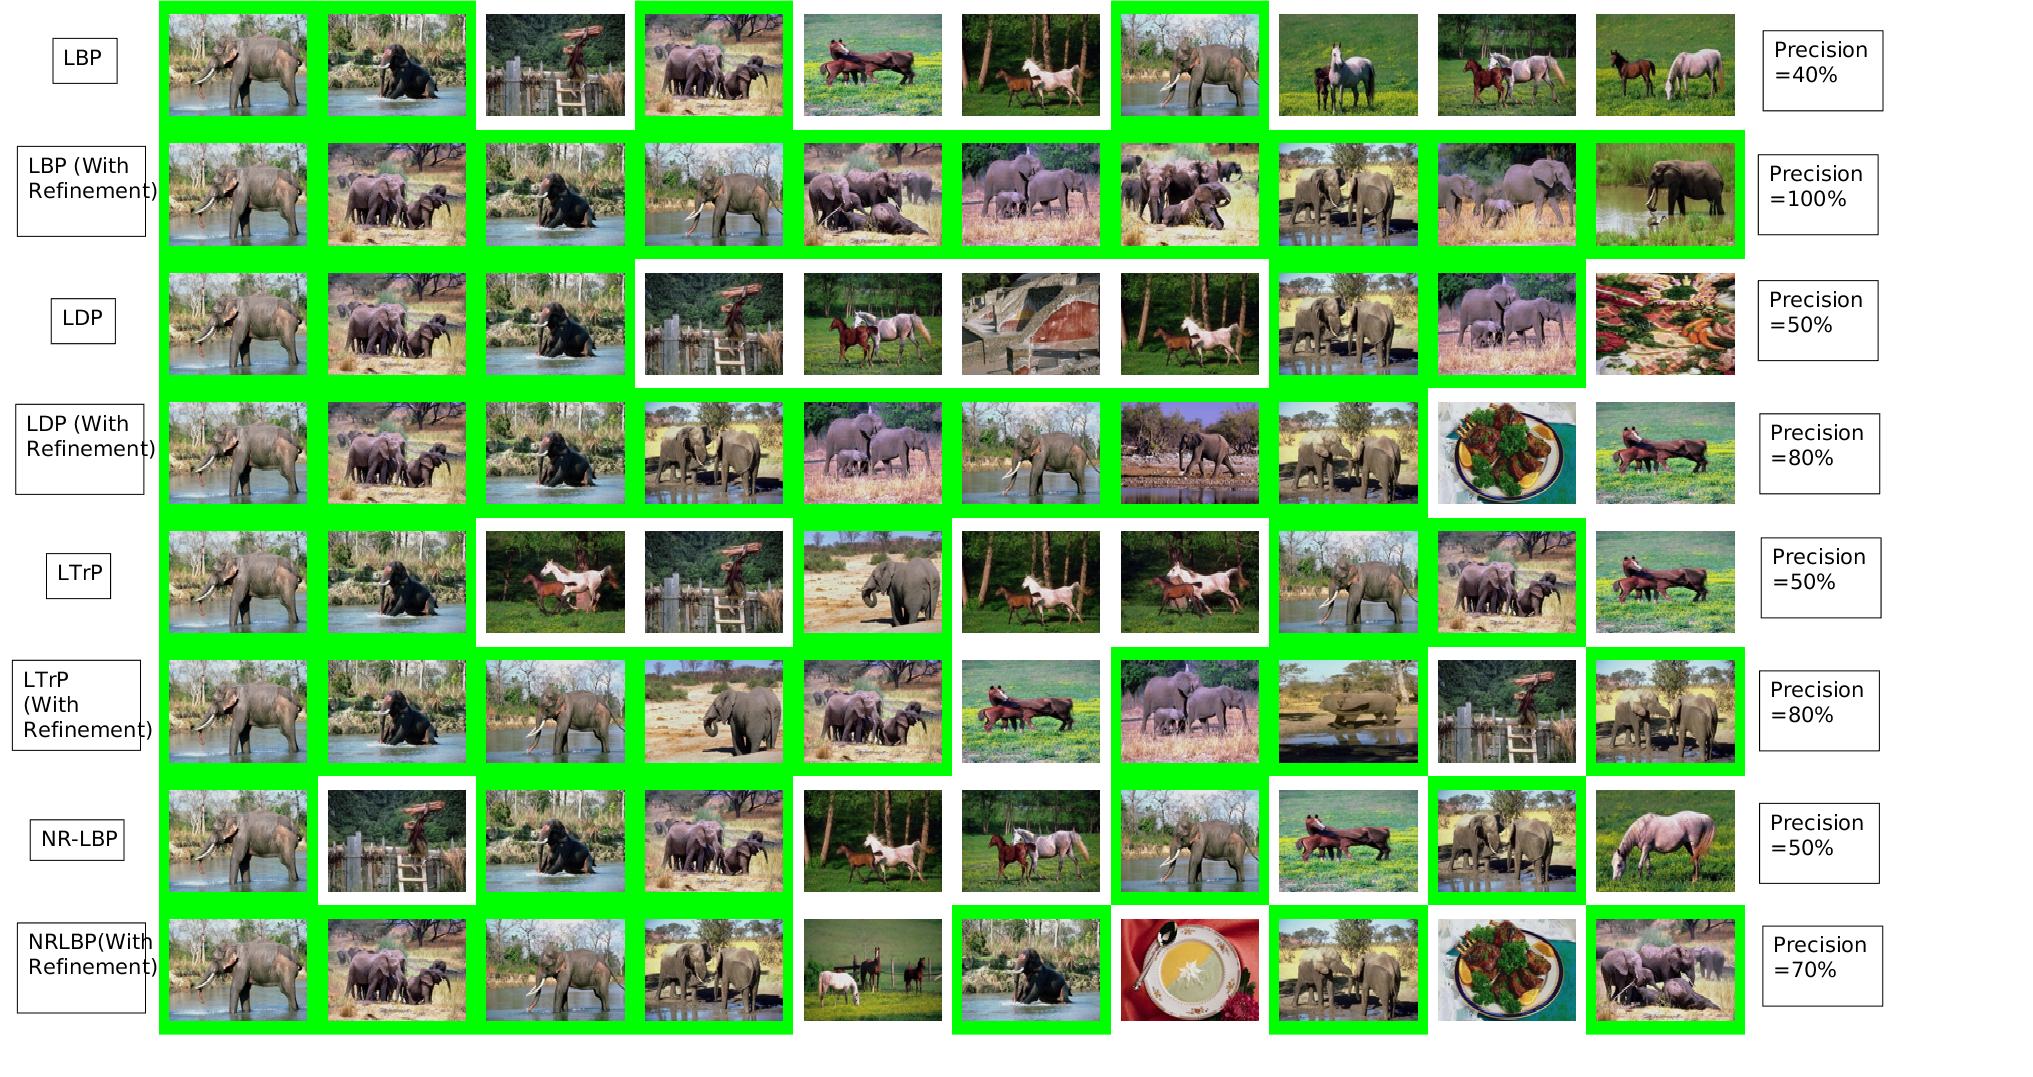 LBP
Precision
=40%
LBP (With
Refinement)
Precision
=100%
LDP
Precision
=50%
LDP (With
Refinement)
Precision
=80%
LTrP
Precision
=50%
LTrP
(With
Refinement)
Precision
=80%
NR-LBP
Precision
=50%
NRLBP(With
Refinement)
Precision
=70%